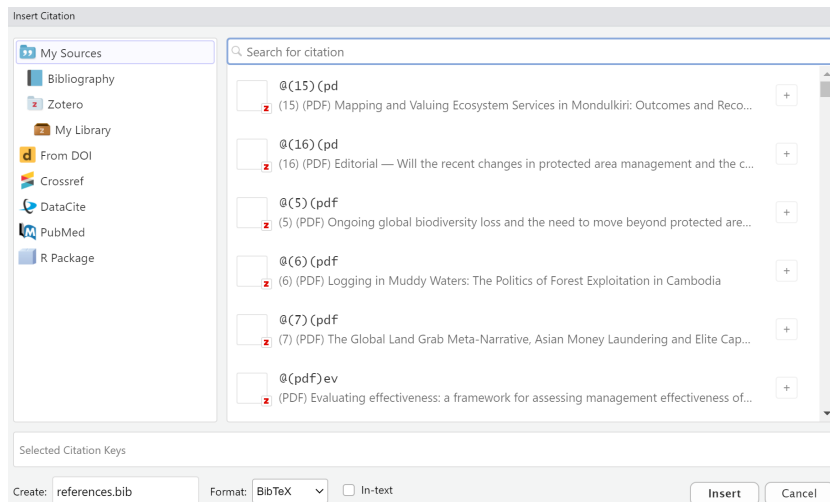 Insert Citation
My Sources
Bibliography
Zotero
My Library
From DOI
Crossref
DataCite
PubMed
R Package
Search for citation
@(15)(pd
(15) (PDF) Mapping and Valuing Ecosystem Services in Mondulkiri: Outcomes and Reco...
@(16)(pd
(16) (PDF) Editorial — Will the recent changes in protected area management and the c...
@(5)(pdf
(5) (PDF) Ongoing global biodiversity loss and the need to move beyond protected are...
@(6)(pdf
(6) (PDF) Logging in Muddy Waters: The Politics of Forest Exploitation in Cambodia
@(7)(pdf
(7) (PDF) The Global Land Grab Meta-Narrative, Asian Money Laundering and Elite Cap...
@(pdf)ev
(PDF) Evaluating effectiveness: a framework for assessing management effectiveness of...
Selected Citation Keys
Create: references.bib Format: BibTeX In-text Insert Cancel